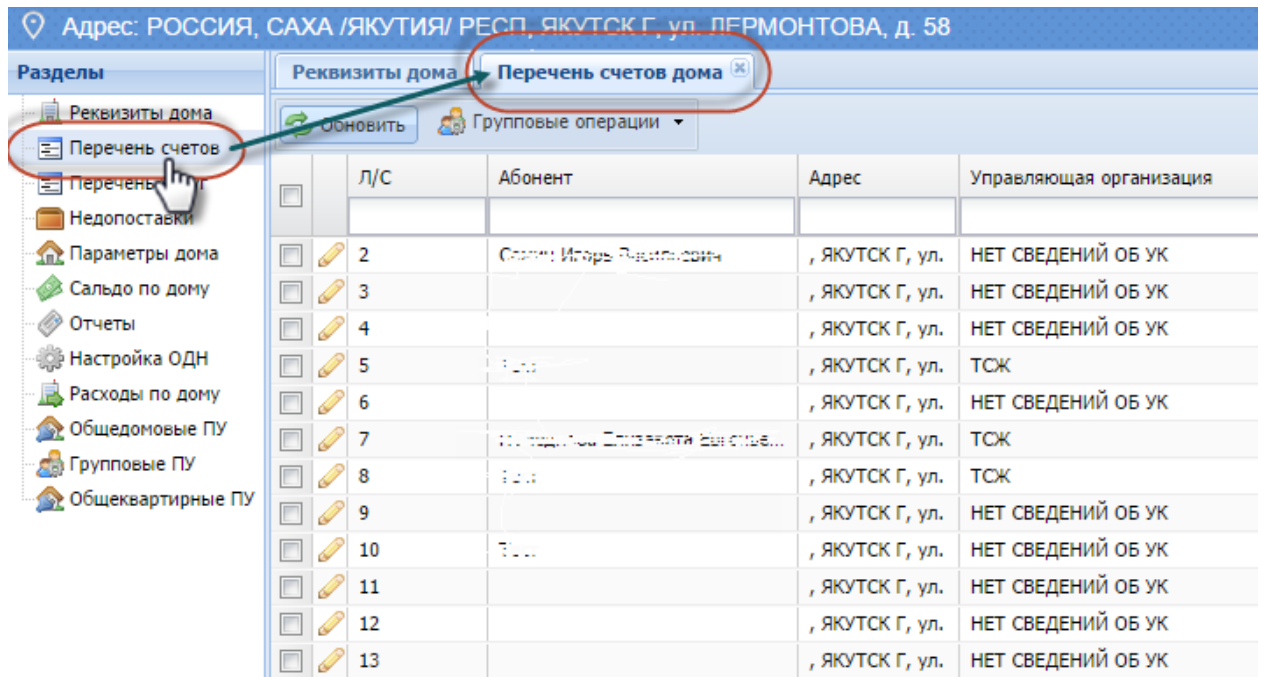 Адрес: РОССИЯ, САХА /ЯКУТИЯ/ РЕСП, ЯКУТСК Г, ул. ЛЕРМОНТОВА, д. 58
Разделы
Реквизиты дома
Перечень счетов
Перечень
Недопоставки
Параметры дома
Сальдо по дому
Отчеты
Настройка ОДН
Расходы по дому
Общедомовые ПУ
Групповые ПУ
Общеквартирные ПУ
Реквизиты дома Перечень счетов дома
Обновить Групповые операции
Л/С Абонент Адрес Управляющая организация
2 Игорь , ЯКУТСК Г, ул. НЕТ СВЕДЕНИЙ ОБ УК
3 , ЯКУТСК Г, ул. НЕТ СВЕДЕНИЙ ОБ УК
4 , ЯКУТСК Г, ул. НЕТ СВЕДЕНИЙ ОБ УК
5 , ЯКУТСК Г, ул. ТСЖ
6 , ЯКУТСК Г, ул. НЕТ СВЕДЕНИЙ ОБ УК
7 , ЯКУТСК Г, ул. ТСЖ
8 , ЯКУТСК Г, ул. ТСЖ
9 , ЯКУТСК Г, ул. НЕТ СВЕДЕНИЙ ОБ УК
10 , ЯКУТСК Г, ул. НЕТ СВЕДЕНИЙ ОБ УК
11 , ЯКУТСК Г, ул. НЕТ СВЕДЕНИЙ ОБ УК
12 , ЯКУТСК Г, ул. НЕТ СВЕДЕНИЙ ОБ УК
13 , ЯКУТСК Г, ул. НЕТ СВЕДЕНИЙ ОБ УК